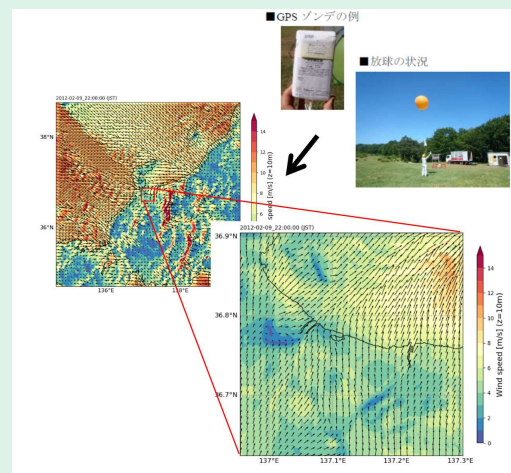 ■GPS ゾンデの例
■放球の状況
2012-02-09_22:00:00 (JST)
38°N
36°N
136°E
138°E
14
12
10
8
6
speed [m/s] (z=10m)
2012-02-09_22:00:00 (JST)
36.9°N
36.8°N
36.7°N
137°E
137.1°E
137.2°E
137.3°E
14
12
10
8
6
4
2
0
Wind speed [m/s] (z=10m)